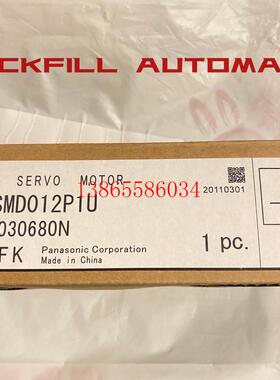 CKFILL AUTOMA
SERVO MOTOR
13865586034
20110301
SMD012P1U
030680N
FK
Panasonic Corporation
Made in China
1 pc.